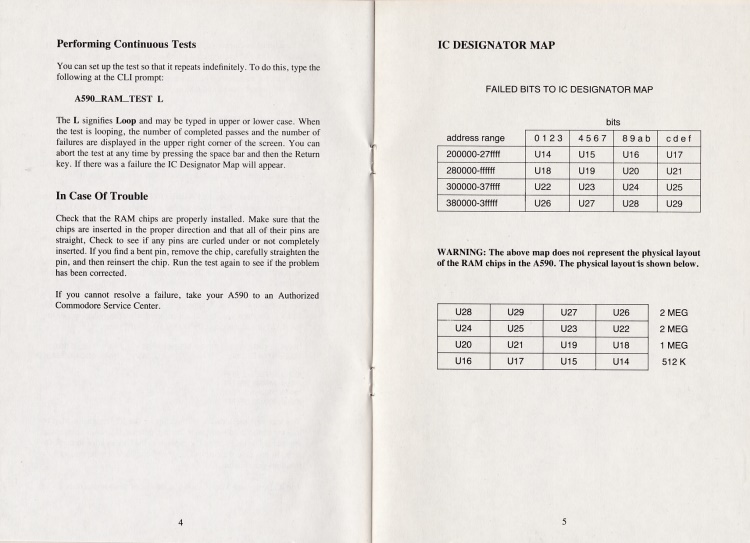 Performing Continuous Tests
You can set up the test so that it repeats indefinitely. To do this, type the
following at the CLI prompt:
A590_RAM_TEST L
The L signifies Loop and may be typed in upper or lower case. When
the test is looping, the number of completed passes and the number of
failures are displayed in the upper right corner of the screen. You can
abort the test at any time by pressing the space bar and then the Return
key. If there was a failure the IC Designator Map will appear.
In Case Of Trouble
Check that the RAM chips are properly installed. Make sure that the
chips are inserted in the proper direction and that all of their pins are
straight, Check to see if any pins are curled under or not completely
inserted. If you find a bent pin, remove the chip, carefully straighten the
pin, and then reinsert the chip. Run the test again to see if the problem
has been corrected.
If you cannot resolve a failure, take your A590 to an Authorized
Commodore Service Center.
4
IC DESIGNATOR MAP
FAILED BITS TO IC DESIGNATOR MAP
bits
address range 0 1 2 3 4 5 6 7 8 9 a b c d e f
200000-27ffff U14 U15 U16 U17
280000-ffffff U18 U19 U20 U21
300000-37ffff U22 U23 U24 U25
380000-3fffff U26 U27 U28 U29
WARNING: The above map does not represent the physical layout
of the RAM chips in the A590. The physical layout is shown below.
U28 U29 U27 U26 2 MEG
U24 U25 U23 U22 2 MEG
U20 U21 U19 U18 1 MEG
U16 U17 U15 U14 512 K
5